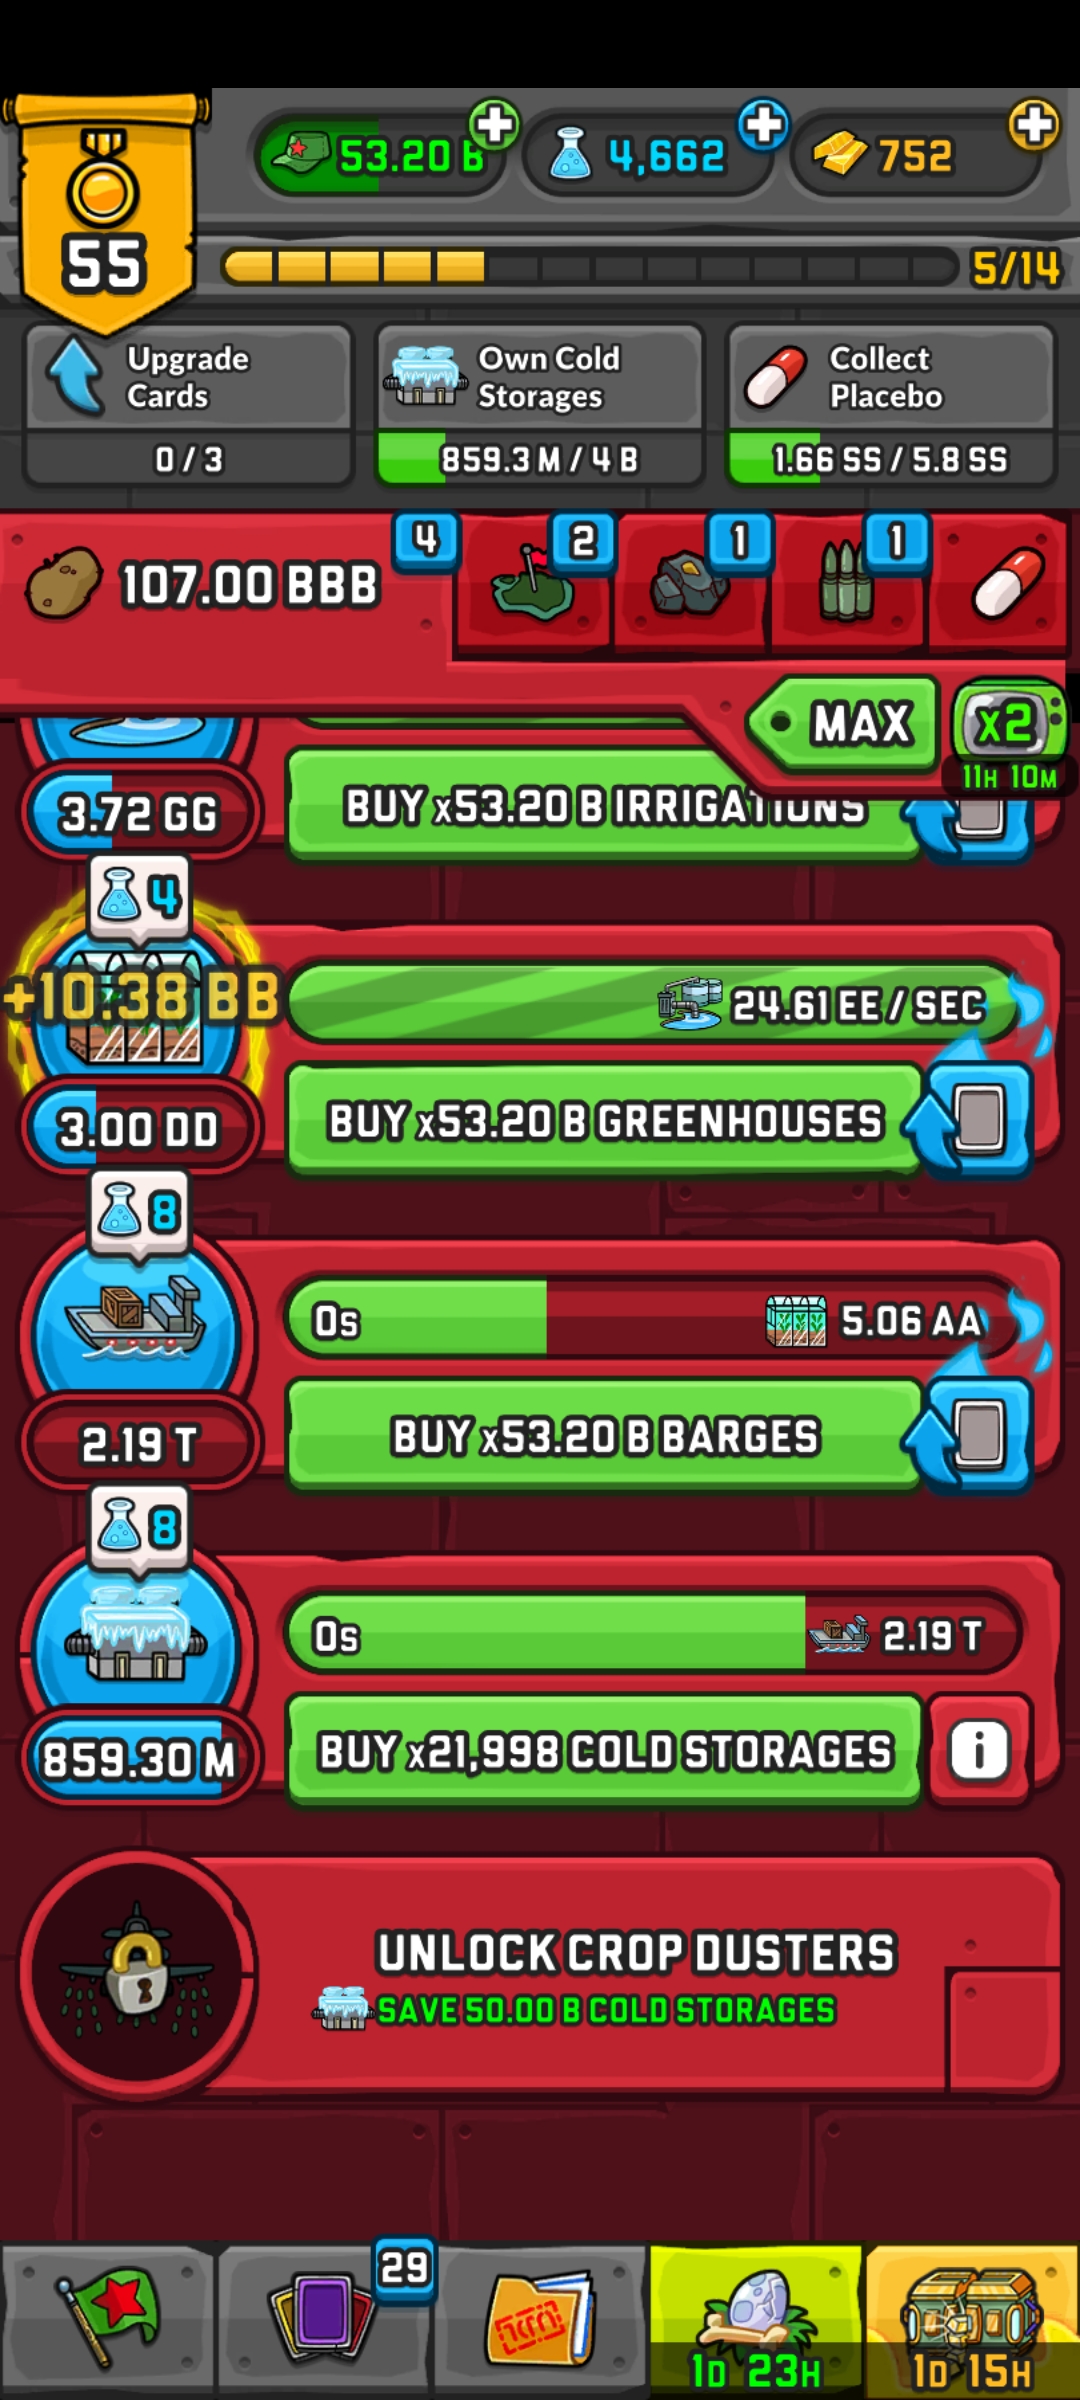 55
53.20 B
4,662
752
5/14
Upgrade
Cards
0 / 3
Own Cold
Storages
859.3 M / 4 B
Collect
Placebo
1.66 SS / 5.8 SS
107.00 BBB
4
2
1
1
MAX
x2
11H 10M
3.72 GG
BUY x53.20 B IRRIGATIONS
4
+10.38 BB
24.61 EE / SEC
3.00 DD
BUY x53.20 B GREENHOUSES
8
0s
5.06 AA
2.19 T
BUY x53.20 B BARGES
8
0s
2.19 T
859.30 M
BUY x21,998 COLD STORAGES
i
UNLOCK CROP DUSTERS
SAVE 50.00 B COLD STORAGES
29
1D 23H
1D 15H